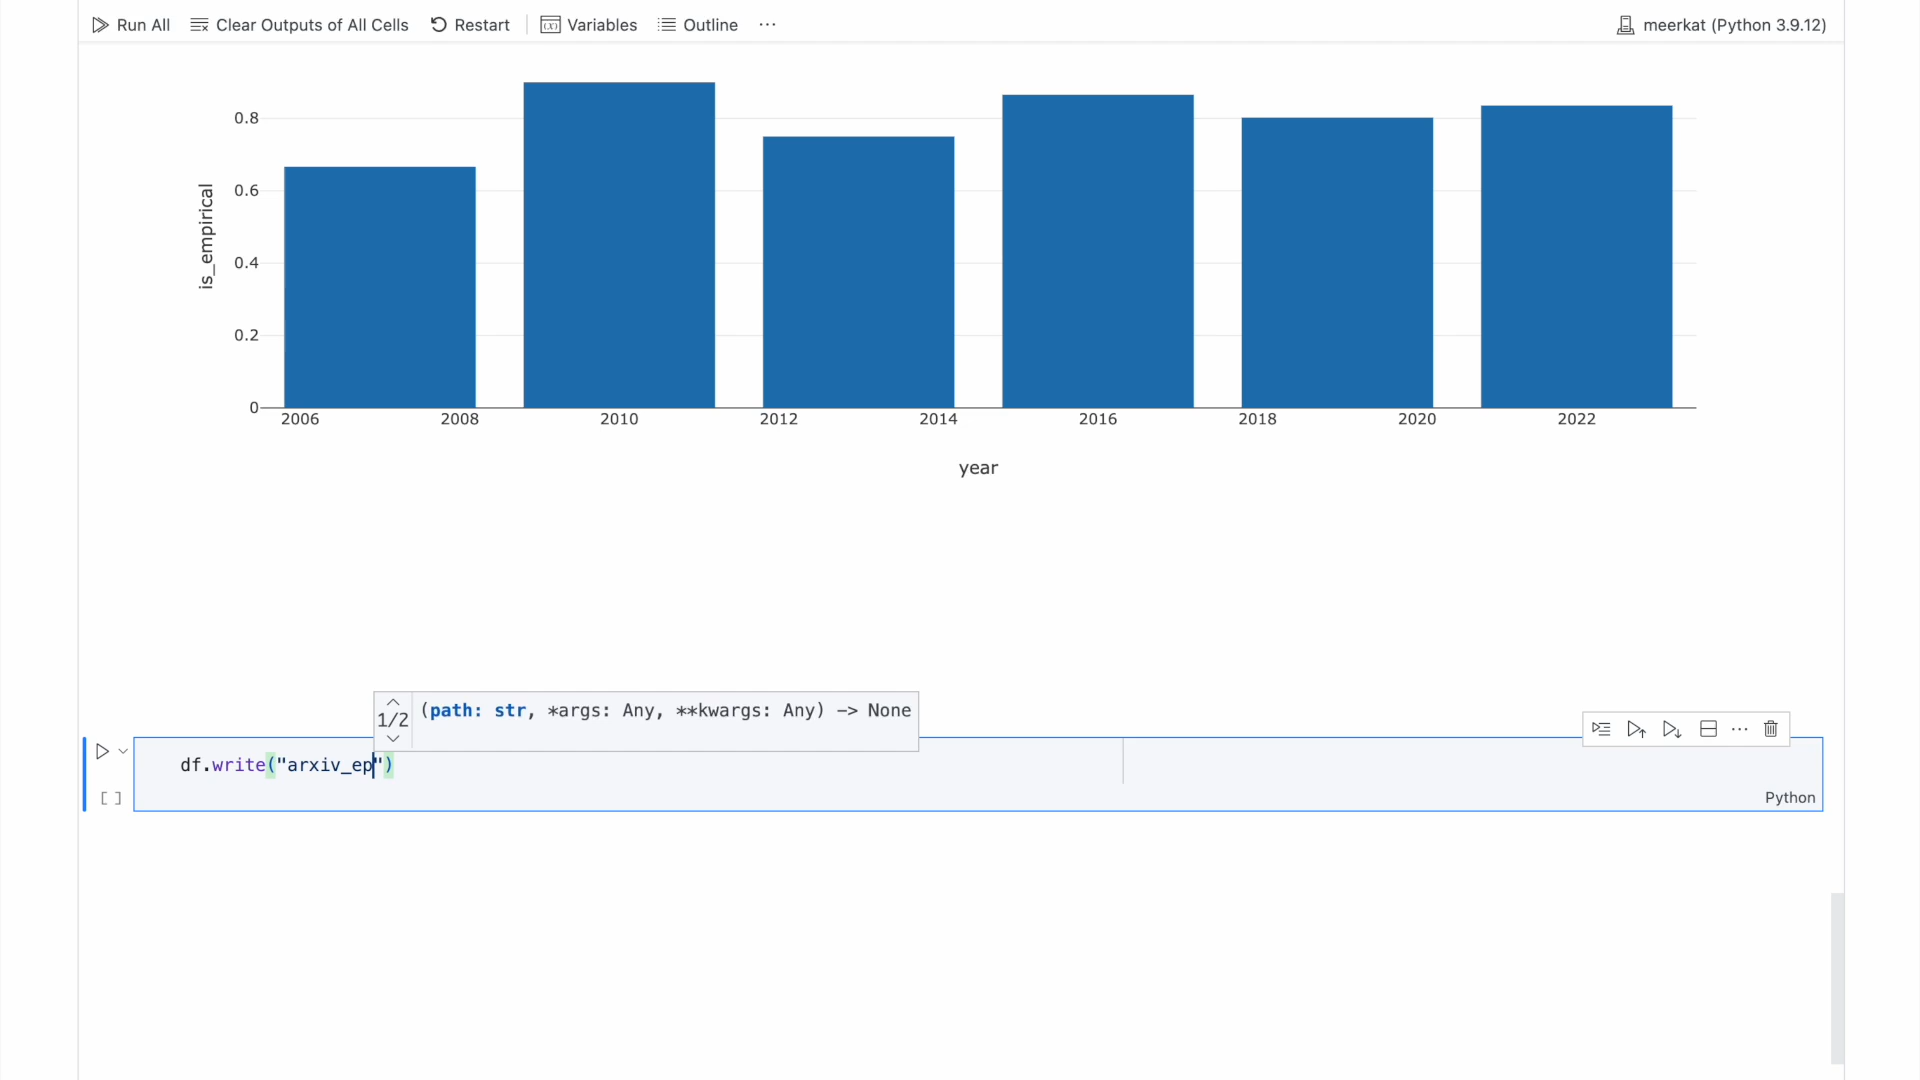 Run All Clear Outputs of All Cells Restart Variables Outline ··· meerkat (Python 3.9.12)
0.8
0.6
0.4
0.2
0
is_empirical
2006 2008 2010 2012 2014 2016 2018 2020 2022
year
1/2 (path: str, *args: Any, **kwargs: Any) -> None
df.write("arxiv_ep")
[ ]
Python